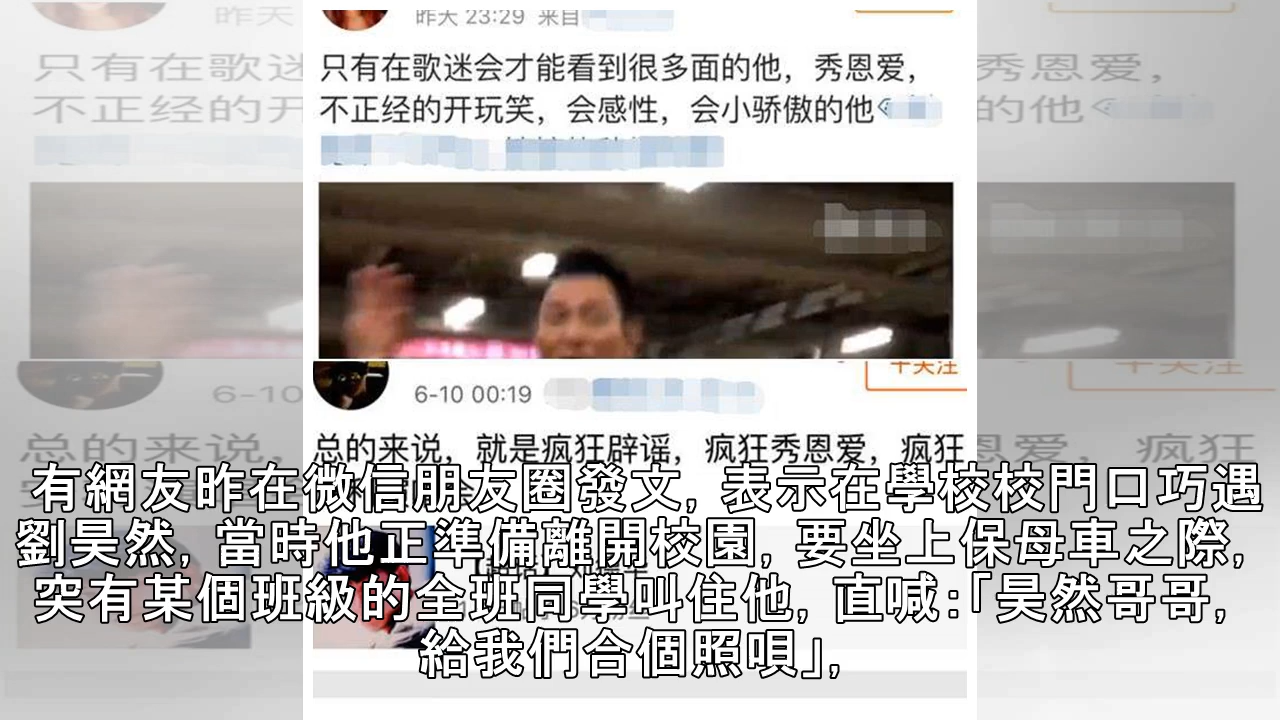 昨天 23:29 来自
只有在歌迷会才能看到很多面的他，秀恩爱，
不正经的开玩笑，会感性，会小骄傲的他
6-10 00:19
十关注
总的来说，就是疯狂辟谣，疯狂秀恩爱，疯狂
有網友昨在微信朋友圈發文, 表示在學校校門口巧遇
劉昊然, 當時他正準備離開校園, 要坐上保母車之際,
突有某個班級的全班同學叫住他, 直喊:「昊然哥哥,
給我們合個照唄」,